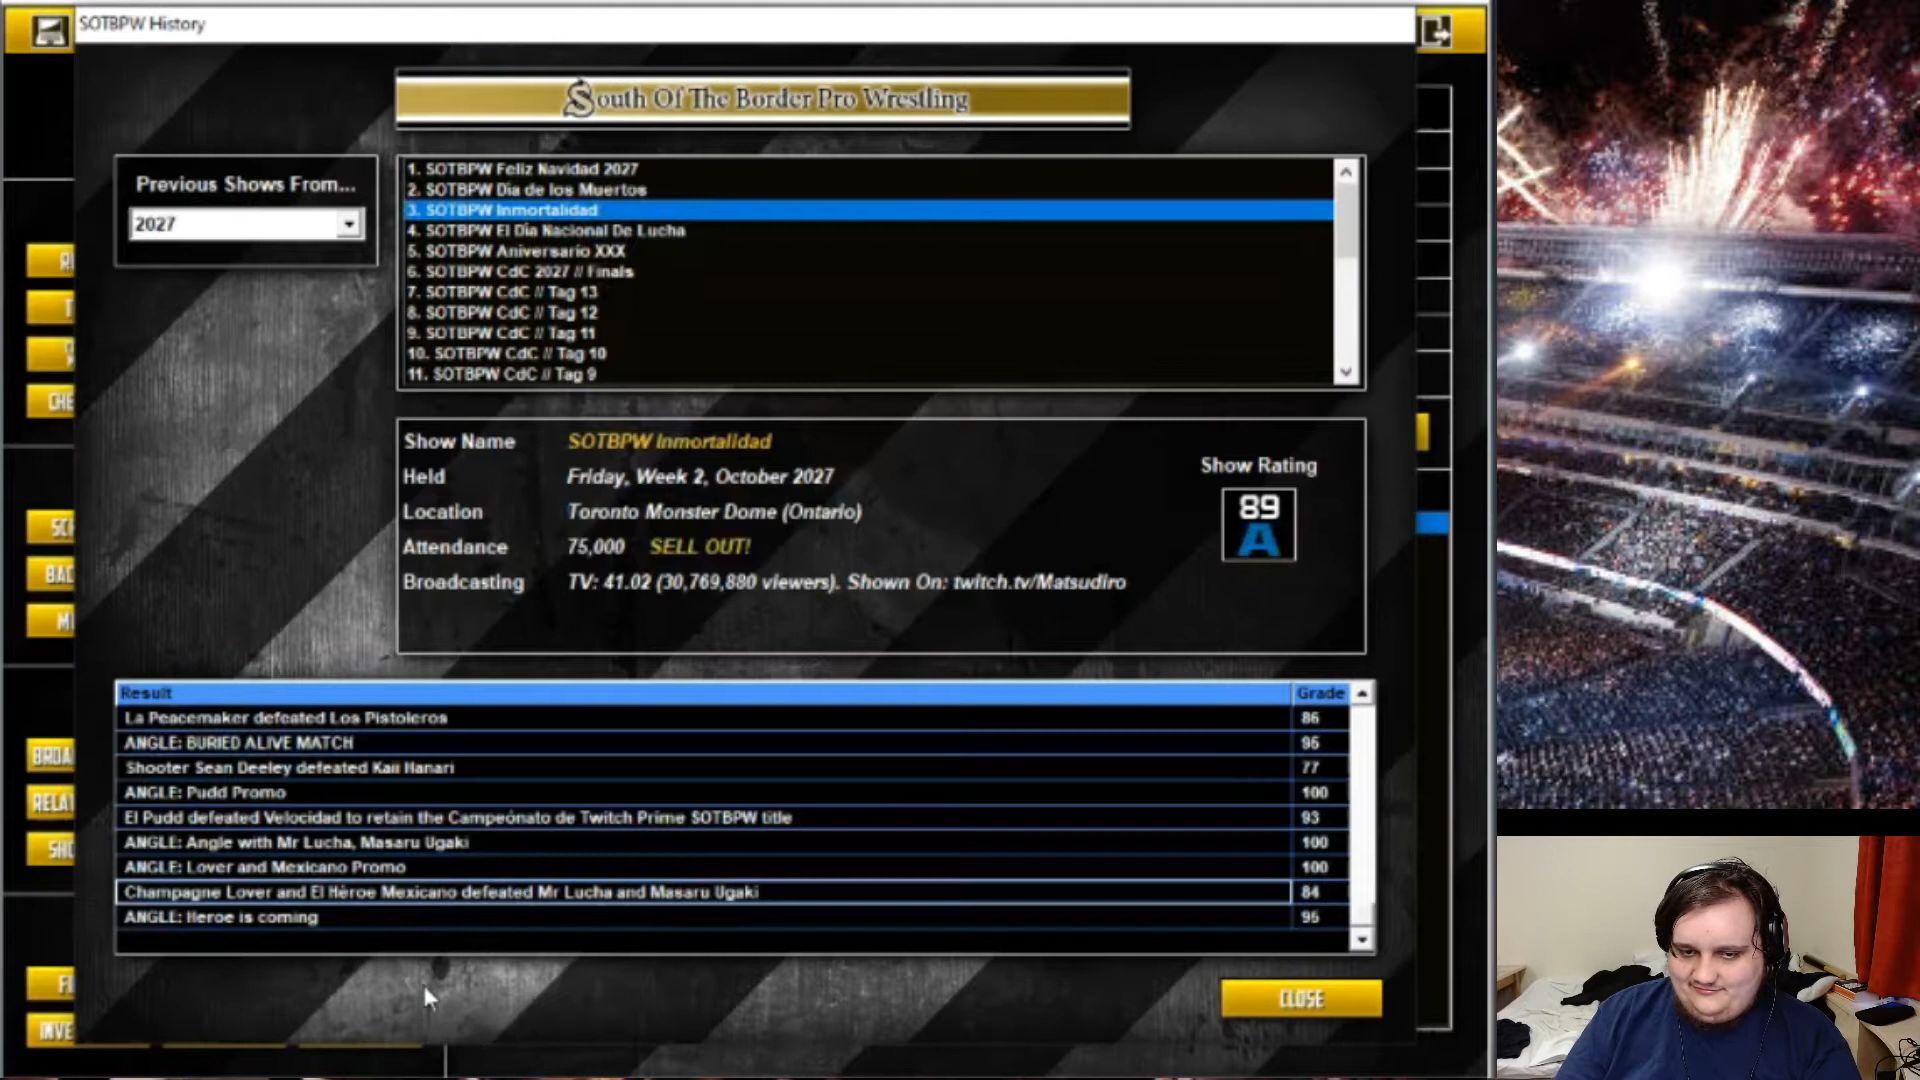 SOTBPW History
South Of The Border Pro Wrestling
Previous Shows From...
2027
1. SOTBPW Feliz Navidad 2027
2. SOTBPW Dia de los Muertos
3. SOTBPW Inmortalidad
4. SOTBPW El Dia Nacional De Lucha
5. SOTBPW Aniversario XXX
6. SOTBPW CdC 2027 // Finals
7. SOTBPW CdC // Tag 13
8. SOTBPW CdC // Tag 12
9. SOTBPW CdC // Tag 11
10. SOTBPW CdC // Tag 10
11. SOTBPW CdC // Tag 9
Show Name SOTBPW Inmortalidad
Held Friday, Week 2, October 2027
Location Toronto Monster Dome (Ontario)
Attendance 75,000 SELL OUT!
Broadcasting TV: 41.02 (30,769,880 viewers). Shown On: twitch.tv/Matsudiro
Show Rating
89
A
Result Grade
La Peacemaker defeated Los Pistoleros 86
ANGLE: BURIED ALIVE MATCH 95
Shooter Sean Deeley defeated Kaii Hanari 77
ANGLE: Pudd Promo 100
El Pudd defeated Velocidad to retain the Campeónato de Twitch Prime SOTBPW title 93
ANGLE: Angle with Mr Lucha, Masaru Ugaki 100
ANGLE: Lover and Mexicano Promo 100
Champagne Lover and El Hèroe Mexicano defeated Mr Lucha and Masaru Ugaki 84
ANGLE: Heroe is coming 95
CLOSE
CHE
BAC
BROA
RELA
SHO
INVE